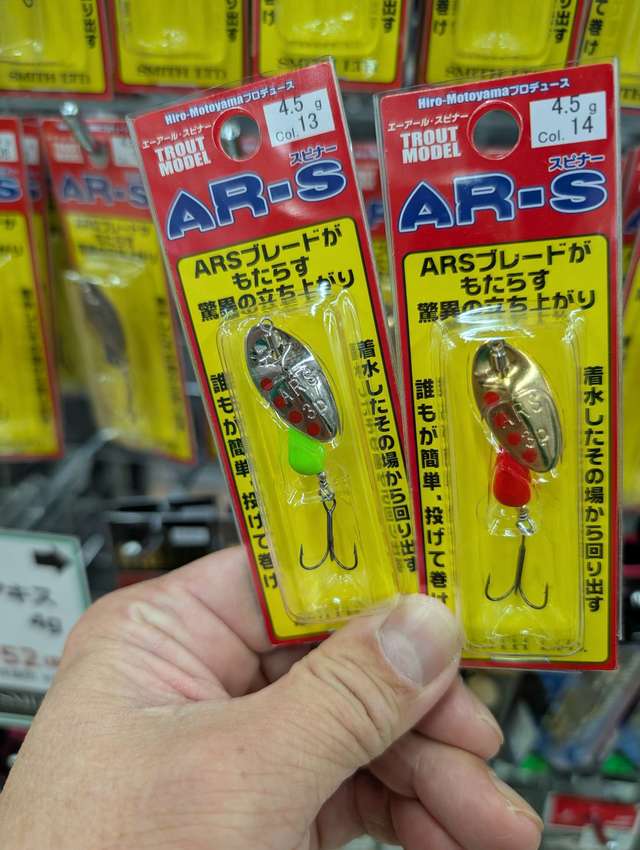 SMITH LTD
SMITH LTD
Hiro-Motoyamaプロデュース
エーアール・スピナー
TROUT
MODEL
4.5 g
Col. 13
スピナー
AR-S
ARSブレードが
もたらす
驚異の立ち上がり
着水したその場から回り出す
誰もが簡単、投げて巻け
ARS
Hiro-Motoyamaプロデュース
エーアール・スピナー
TROUT
MODEL
4.5 g
Col. 14
スピナー
AR-S
ARSブレードが
もたらす
驚異の立ち上がり
着水したその場から回り出す
誰もが簡単、投げて巻け
AR-S